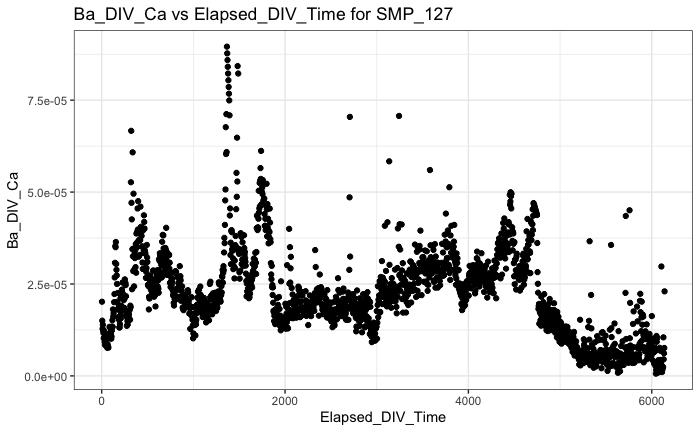 Ba_DIV_Ca vs Elapsed_DIV_Time for SMP_127
Ba_DIV_Ca
7.5e-05
5.0e-05
2.5e-05
0.0e+00
0
2000
4000
6000
Elapsed_DIV_Time